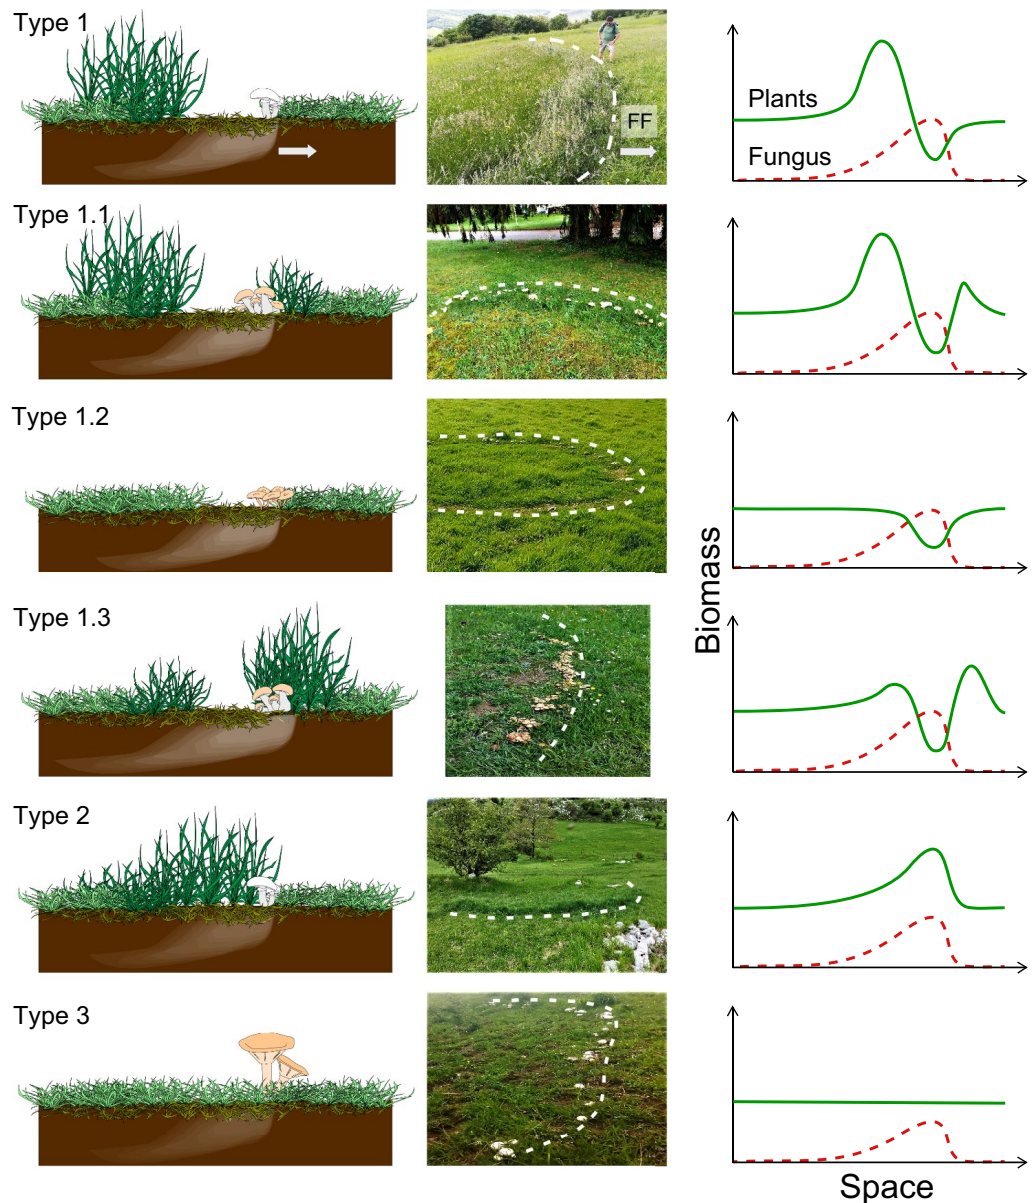 Type 1
FF
Plants
Fungus
Type 1.1
Type 1.2
Type 1.3
Type 2
Type 3
Biomass
Space